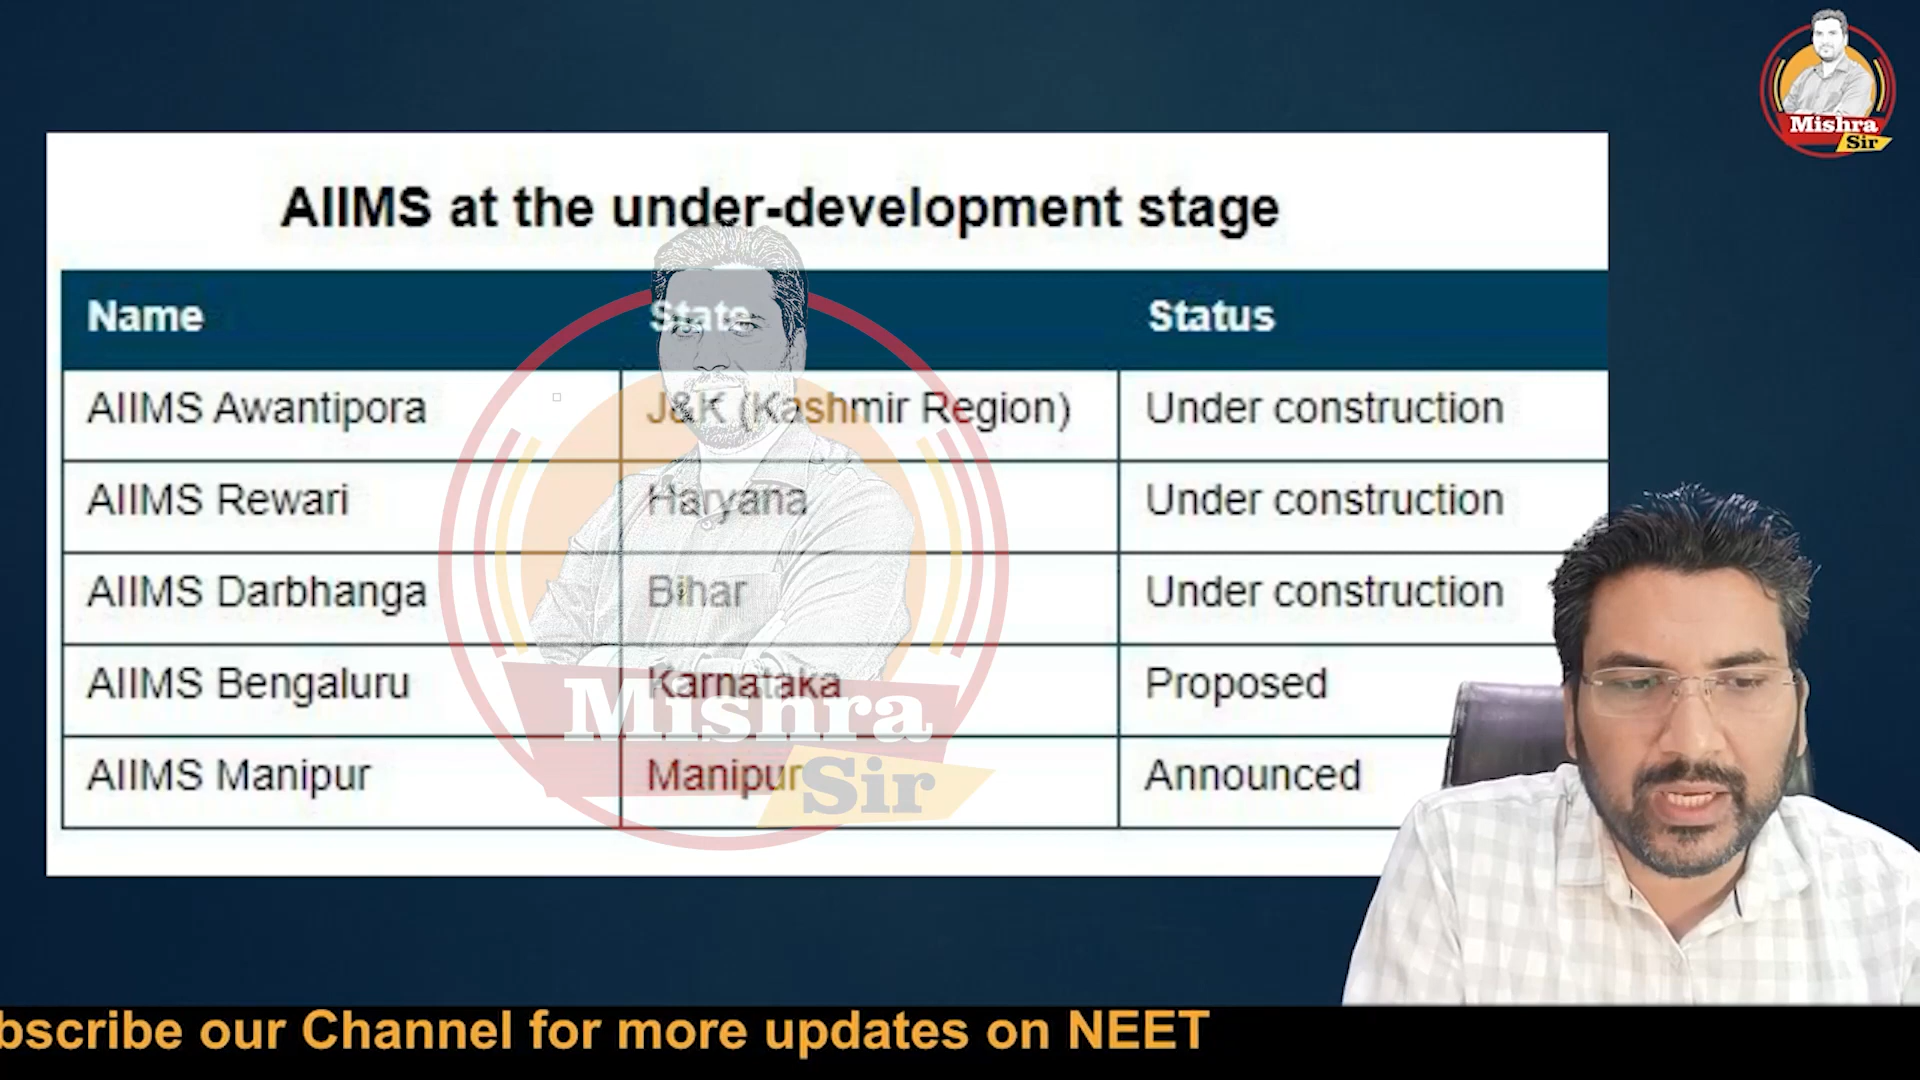 Mishra
Sir
AIIMS at the under-development stage
Name State Status
AIIMS Awantipora J&K (Kashmir Region) Under construction
AIIMS Rewari Haryana Under construction
AIIMS Darbhanga Bihar Under construction
AIIMS Bengaluru Karnataka Proposed
AIIMS Manipur Manipur Announced
Mishra
Sir
bscribe our Channel for more updates on NEET